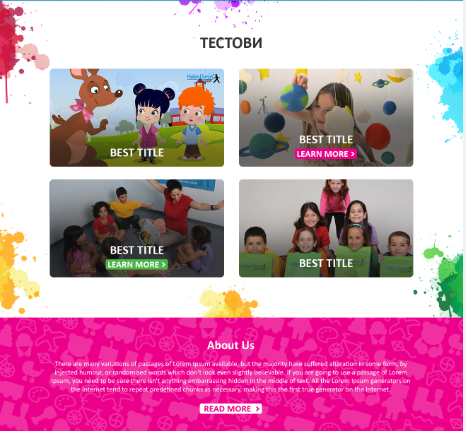 ТЕСТОВИ
Helen Doron
BEST TITLE
BEST TITLE
LEARN MORE >
BEST TITLE
LEARN MORE >
BEST TITLE
About Us
There are many variations of passages of Lorem Ipsum available, but the majority have suffered alteration in some form, by
injected humour, or randomised words which don't look even slightly believable. If you are going to use a passage of Lorem
Ipsum, you need to be sure there isn't anything embarrassing hidden in the middle of text. All the Lorem Ipsum generators on
the Internet tend to repeat predefined chunks as necessary, making this the first true generator on the Internet.
READ MORE >